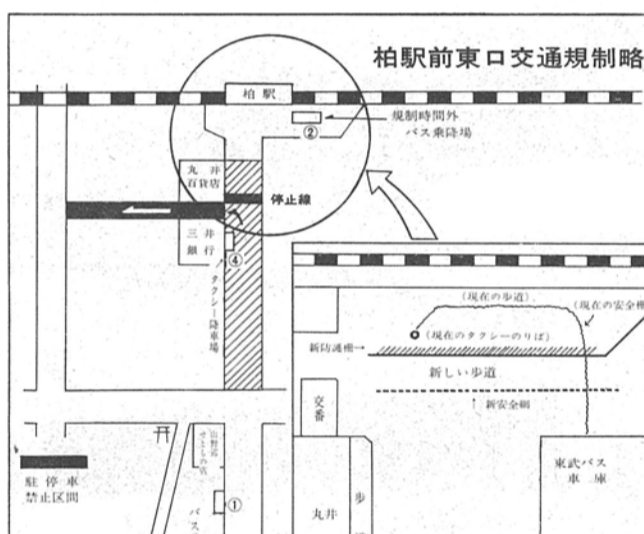 柏駅前東口交通規制略
柏駅
規制時間外
バス乗降場
②
丸井
百貨店
停止線
三井
銀行
④
タクシー降車場
(現在の歩道)
(現在の安全柵
(現在のタクシーのりば)
新防護柵→
新しい歩道
↑新安全綱
交番
東武バス
車庫
丸井
歩
駐停車
禁止区間
①
バス